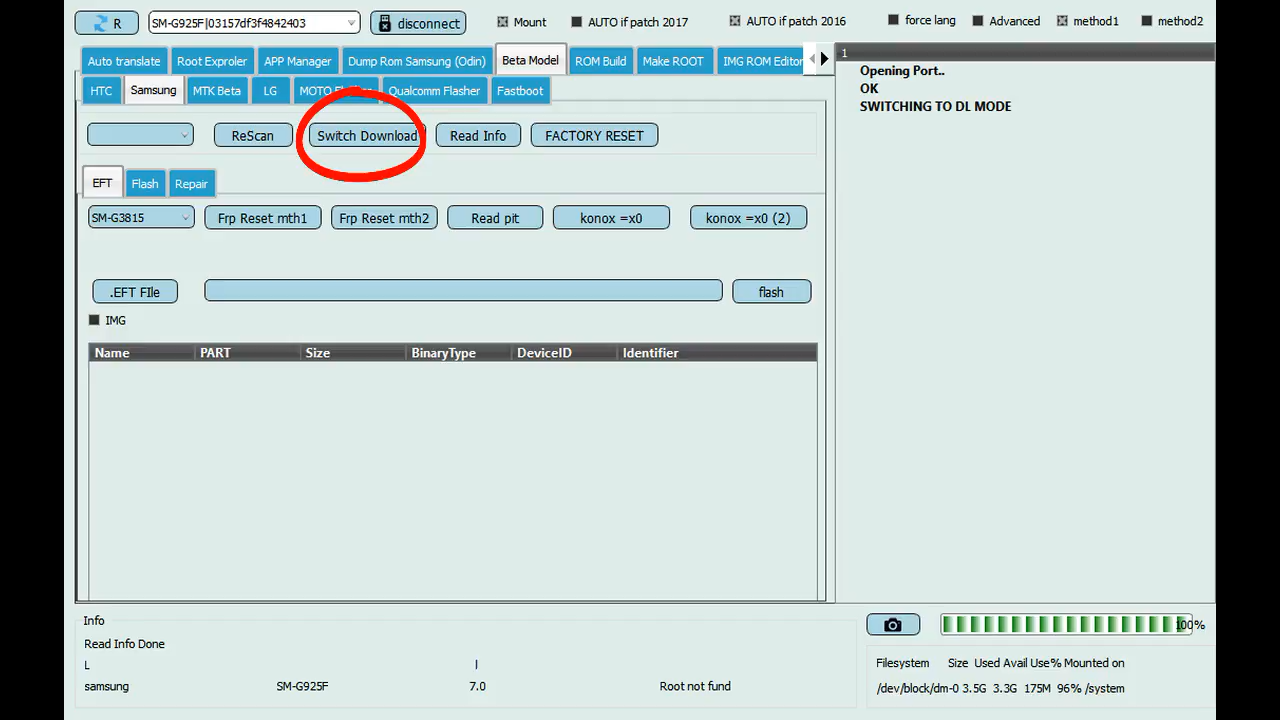 R SM-G925F|03157df3f4842403 disconnect Mount AUTO if patch 2017 AUTO if patch 2016 force lang Advanced method1 method2
Auto translate Root Exproler APP Manager Dump Rom Samsung (Odin) Beta Model ROM Build Make ROOT IMG ROM Editor
HTC Samsung MTK Beta LG MOTO Qualcomm Flasher Fastboot
ReScan Switch Download Read Info FACTORY RESET
EFT Flash Repair
SM-G3815 Frp Reset mth1 Frp Reset mth2 Read pit konox =x0 konox =x0 (2)
.EFT FIle flash
IMG
Name PART Size BinaryType DeviceID Identifier
1
Opening Port..
OK
SWITCHING TO DL MODE
Info
Read Info Done
L l
samsung SM-G925F 7.0 Root not fund
100%
Filesystem Size Used Avail Use% Mounted on
/dev/block/dm-0 3.5G 3.3G 175M 96% /system